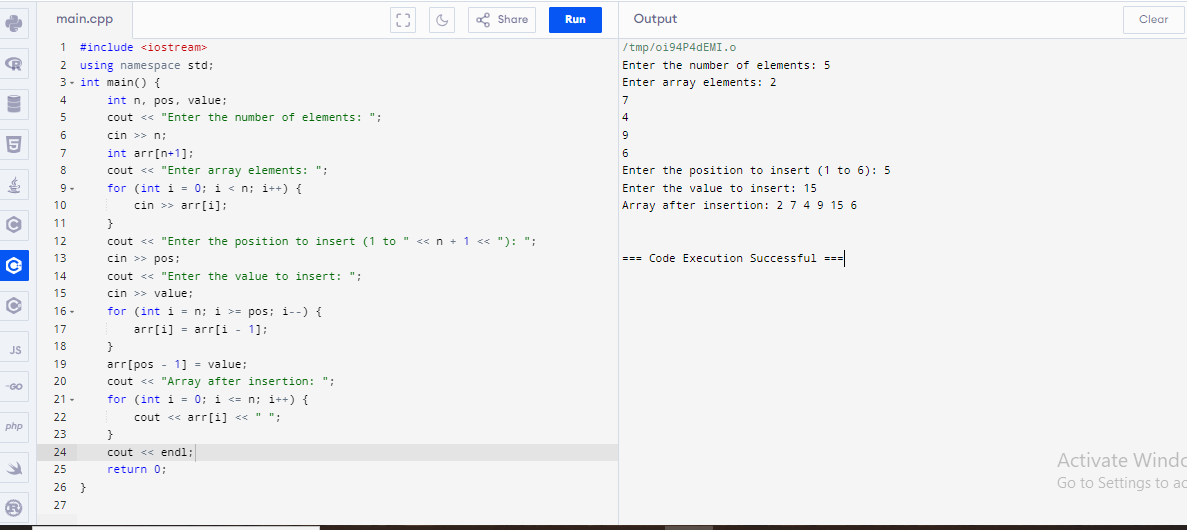 main.cpp
Share
Run
Output
Clear
1 #include <iostream>
2 using namespace std;
3 int main() {
4     int n, pos, value;
5     cout << "Enter the number of elements: ";
6     cin >> n;
7     int arr[n+1];
8     cout << "Enter array elements: ";
9     for (int i = 0; i < n; i++) {
10         cin >> arr[i];
11     }
12     cout << "Enter the position to insert (1 to " << n + 1 << "): ";
13     cin >> pos;
14     cout << "Enter the value to insert: ";
15     cin >> value;
16     for (int i = n; i >= pos; i--) {
17         arr[i] = arr[i - 1];
18     }
19     arr[pos - 1] = value;
20     cout << "Array after insertion: ";
21     for (int i = 0; i <= n; i++) {
22         cout << arr[i] << " ";
23     }
24     cout << endl;
25     return 0;
26 }
27
/tmp/oi94P4dEMI.o
Enter the number of elements: 5
Enter array elements: 2
7
4
9
6
Enter the position to insert (1 to 6): 5
Enter the value to insert: 15
Array after insertion: 2 7 4 9 15 6
=== Code Execution Successful ===
JS
GO
php
Activate Windo
Go to Settings to ac